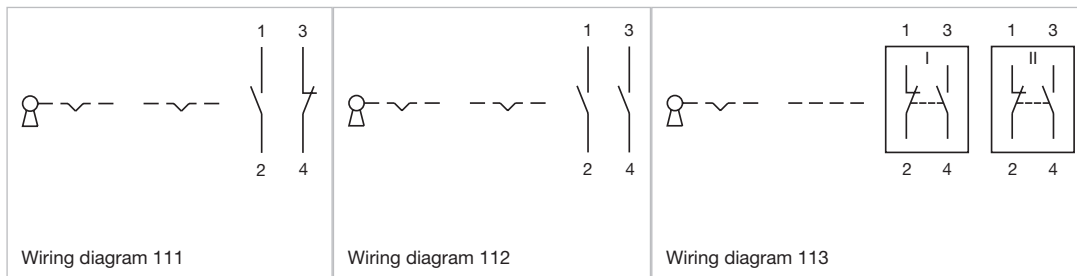 1 3
2 4
Wiring diagram 111
1 3
2 4
Wiring diagram 112
1 3 1 3
I II
2 4 2 4
Wiring diagram 113